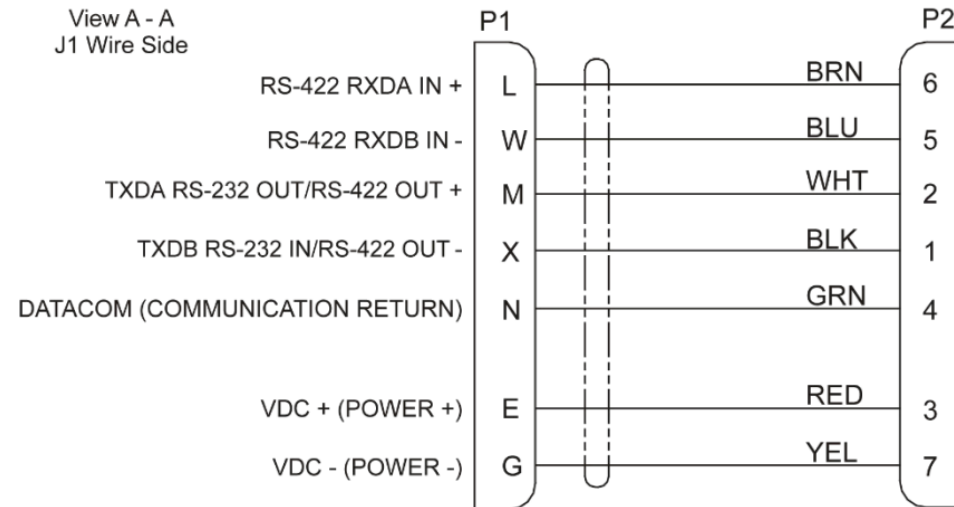 View A - A
J1 Wire Side
P1
P2
RS-422 RXDA IN + L BRN 6
RS-422 RXDB IN - W BLU 5
TXDA RS-232 OUT/RS-422 OUT + M WHT 2
TXDB RS-232 IN/RS-422 OUT - X BLK 1
DATACOM (COMMUNICATION RETURN) N GRN 4
VDC + (POWER +) E RED 3
VDC - (POWER -) G YEL 7